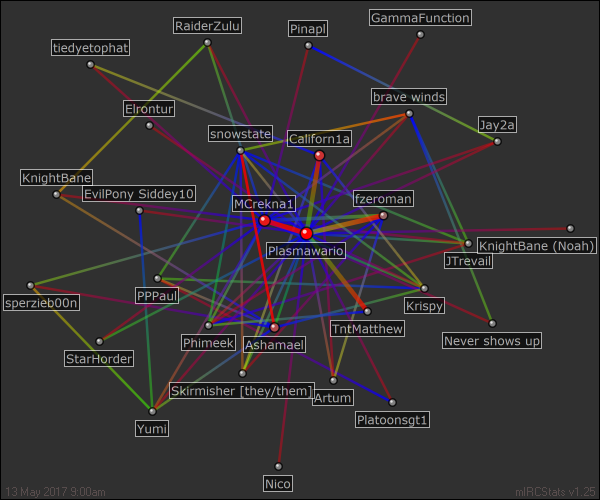 GammaFunction
RaiderZulu
Pinapl
tiedyetophat
brave winds
Elrontur
Jay2a
snowstate
Californ1a
KnightBane
EvilPony Siddey10
fzeroman
MCrekna1
KnightBane (Noah)
Plasmawario
JTrevail
PPPaul
sperzieb00n
Krispy
TntMatthew
Never shows up
Phimeek
Ashamael
StarHorder
Skirmisher [they/them]
Artum
Platoonsgt1
Yumi
Nico
13 May 2017 9:00am
mIRCStats v1.25